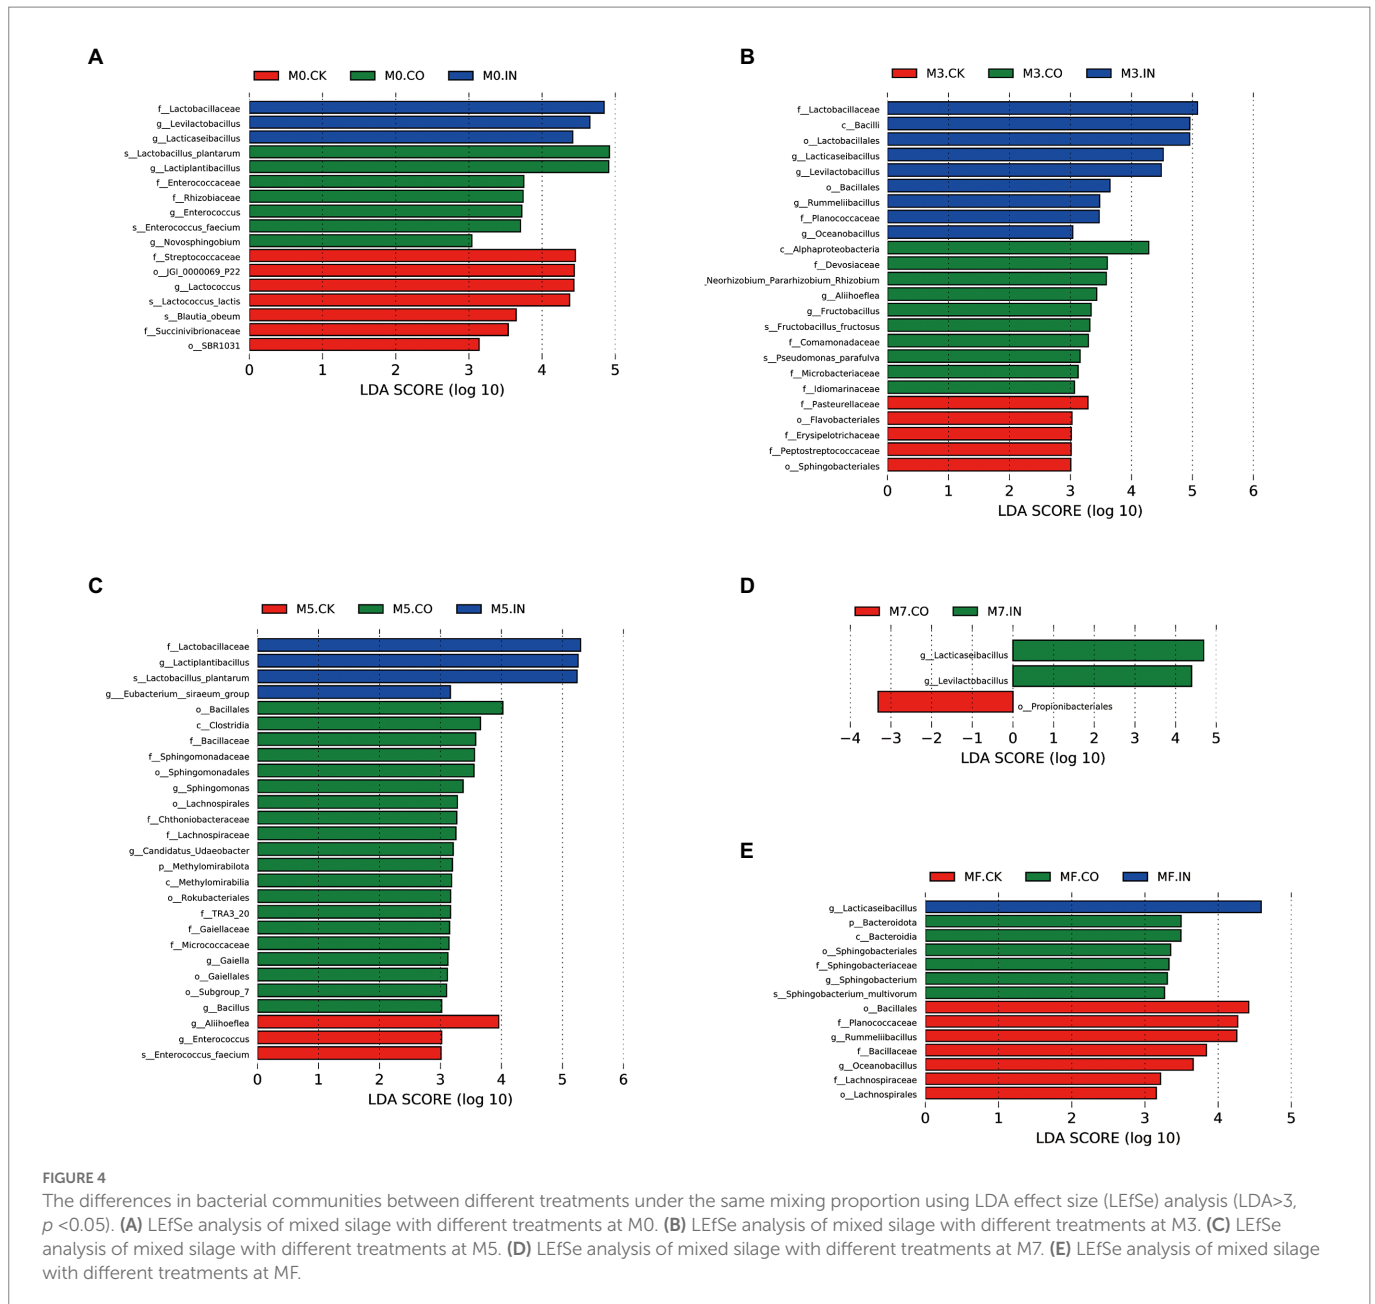 A
M0.CK M0.CO M0.IN
f__Lactobacillaceae
g__Levilactobacillus
g__Lacticaseibacillus
s__Lactobacillus_plantarum
g__Lactiplantibacillus
f__Enterococcaceae
f__Rhizobiaceae
g__Enterococcus
s__Enterococcus_faecium
g__Novosphingobium
f__Streptococcaceae
o__JGI_0000069_P22
g__Lactococcus
s__Lactococcus_lactis
s__Blautia_obeum
f__Succinivibrionaceae
o__SBR1031
0 1 2 3 4 5
LDA SCORE (log 10)
B
M3.CK M3.CO M3.IN
f__Lactobacillaceae
c__Bacilli
o__Lactobacillales
g__Lacticaseibacillus
g__Levilactobacillus
o__Bacillales
g__Rummeliibacillus
f__Planococcaceae
g__Oceanobacillus
c__Alphaproteobacteria
f__Devosiaceae
_Neorhizobium_Pararhizobium_Rhizobium
g__Aliihoeflea
g__Fructobacillus
s__Fructobacillus_fructosus
f__Comamonadaceae
s__Pseudomonas_parafulva
f__Microbacteriaceae
f__Idiomarinaceae
f__Pasteurellaceae
o__Flavobacteriales
f__Erysipelotrichaceae
f__Peptostreptococcaceae
o__Sphingobacteriales
0 1 2 3 4 5 6
LDA SCORE (log 10)
C
M5.CK M5.CO M5.IN
f__Lactobacillaceae
g__Lactiplantibacillus
s__Lactobacillus_plantarum
g___Eubacterium__siraeum_group
o__Bacillales
c__Clostridia
f__Bacillaceae
f__Sphingomonadaceae
o__Sphingomonadales
g__Sphingomonas
o__Lachnospirales
f__Chthoniobacteraceae
f__Lachnospiraceae
g__Candidatus_Udaeobacter
p__Methylomirabilota
c__Methylomirabilia
o__Rokubacteriales
f__TRA3_20
f__Gaiellaceae
f__Micrococcaceae
g__Gaiella
o__Gaiellales
o__Subgroup_7
g__Bacillus
g__Aliihoeflea
g__Enterococcus
s__Enterococcus_faecium
0 1 2 3 4 5 6
LDA SCORE (log 10)
D
M7.CO M7.IN
g__Lacticaseibacillus
g__Levilactobacillus
o__Propionibacteriales
−4 −3 −2 −1 0 1 2 3 4 5
LDA SCORE (log 10)
E
MF.CK MF.CO MF.IN
g__Lacticaseibacillus
p__Bacteroidota
c__Bacteroidia
o__Sphingobacteriales
f__Sphingobacteriaceae
g__Sphingobacterium
s__Sphingobacterium_multivorum
o__Bacillales
f__Planococcaceae
g__Rummeliibacillus
f__Bacillaceae
g__Oceanobacillus
f__Lachnospiraceae
o__Lachnospirales
0 1 2 3 4 5
LDA SCORE (log 10)
FIGURE 4
The differences in bacterial communities between different treatments under the same mixing proportion using LDA effect size (LEfSe) analysis (LDA>3,
p <0.05). (A) LEfSe analysis of mixed silage with different treatments at M0. (B) LEfSe analysis of mixed silage with different treatments at M3. (C) LEfSe
analysis of mixed silage with different treatments at M5. (D) LEfSe analysis of mixed silage with different treatments at M7. (E) LEfSe analysis of mixed silage
with different treatments at MF.